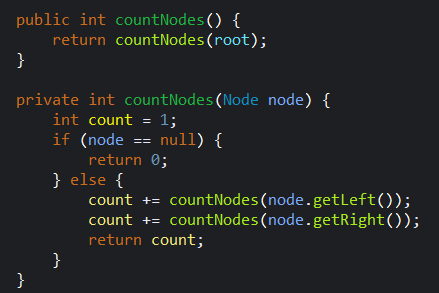 public int countNodes() {
    return countNodes(root);
}

private int countNodes(Node node) {
    int count = 1;
    if (node == null) {
        return 0;
    } else {
        count += countNodes(node.getLeft());
        count += countNodes(node.getRight());
        return count;
    }
}